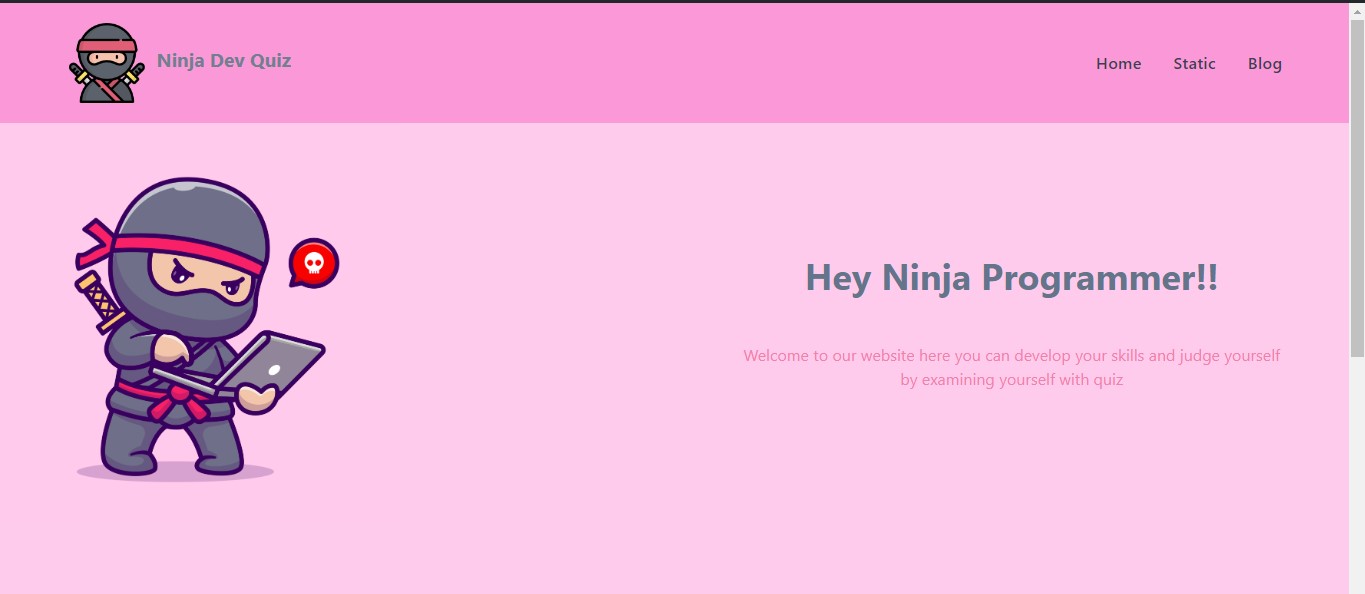 Ninja Dev Quiz
Home Static Blog
Hey Ninja Programmer!!
Welcome to our website here you can develop your skills and judge yourself
by examining yourself with quiz